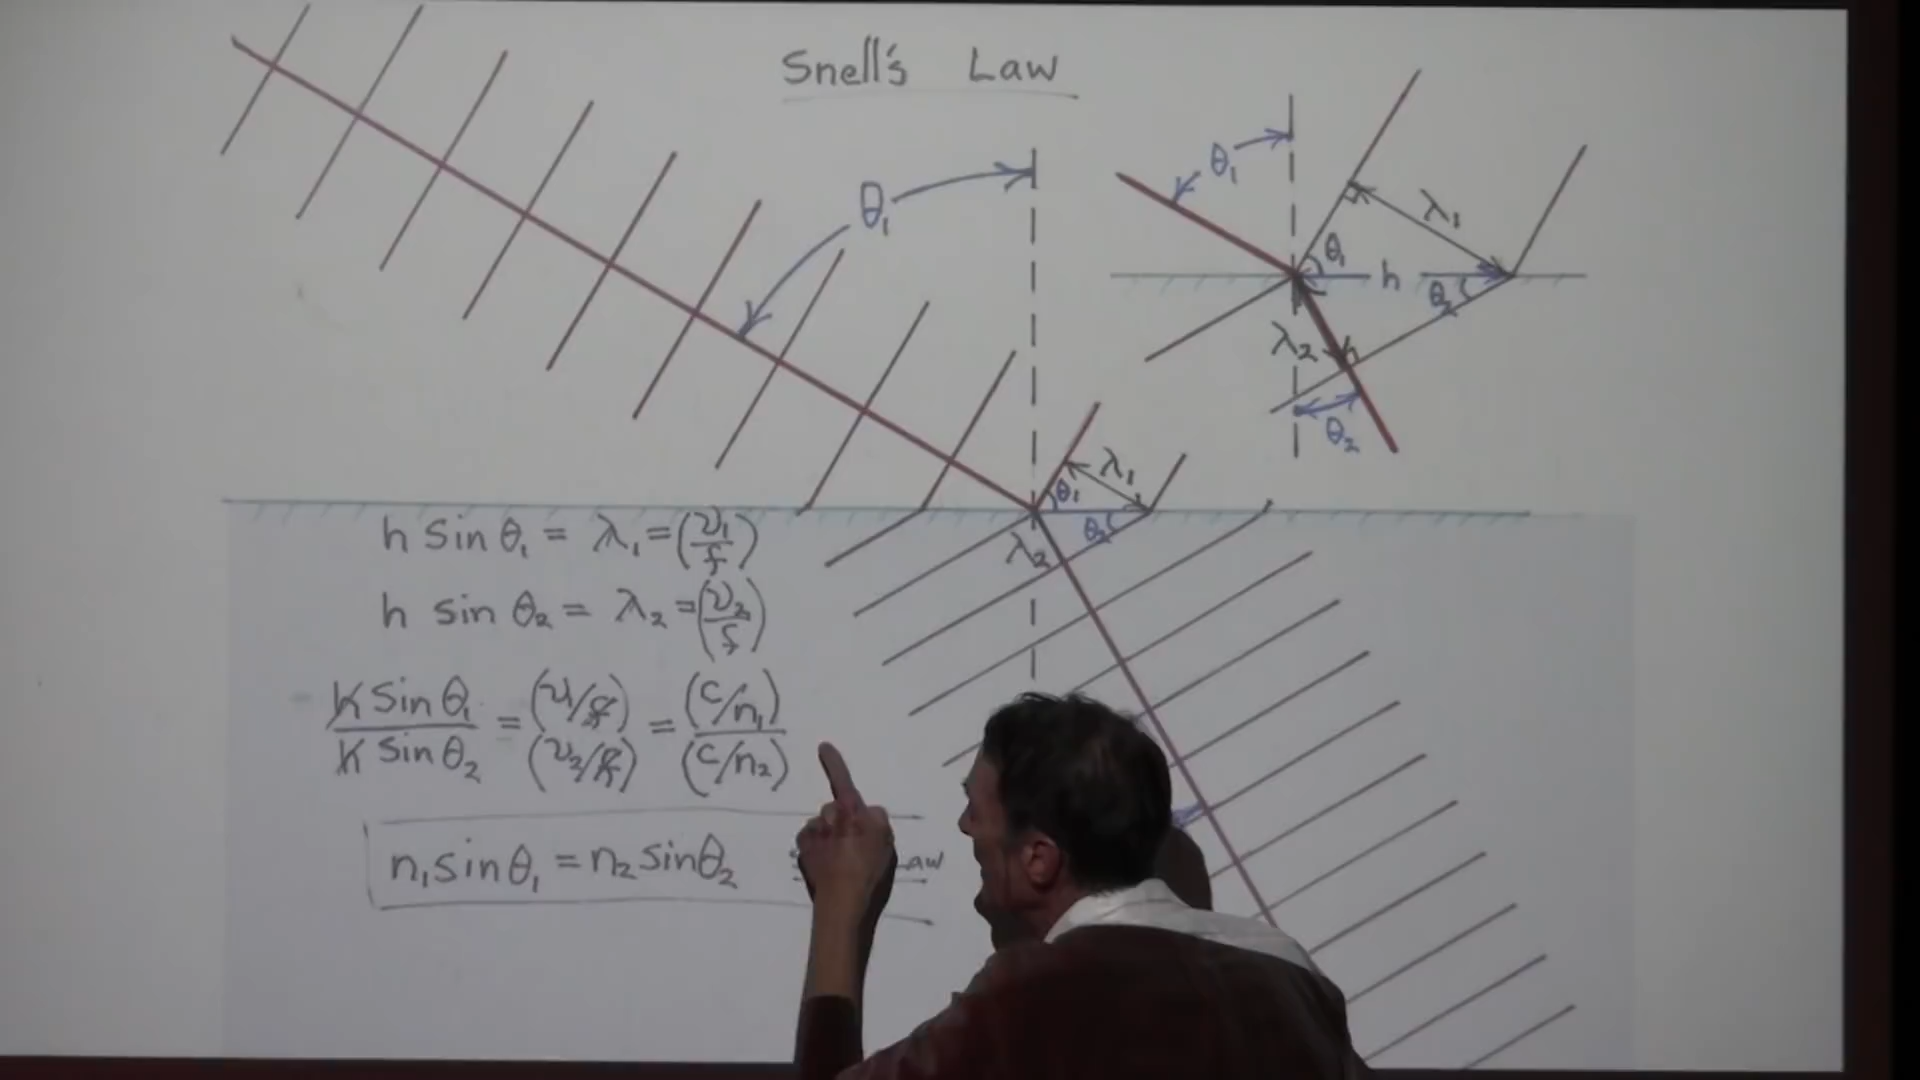 Snell's Law
θ₁
θ₁
λ₁
θ₁
h
θ₂
λ₂
θ₂
λ₁
θ₁
θ₂
λ₂
h sin θ₁ = λ₁ = (v₁/f)
h sin θ₂ = λ₂ = (v₂/f)
h sin θ₁ / h sin θ₂ = (v₁/f) / (v₂/f) = (c/n₁) / (c/n₂)
n₁ sin θ₁ = n₂ sin θ₂ Law